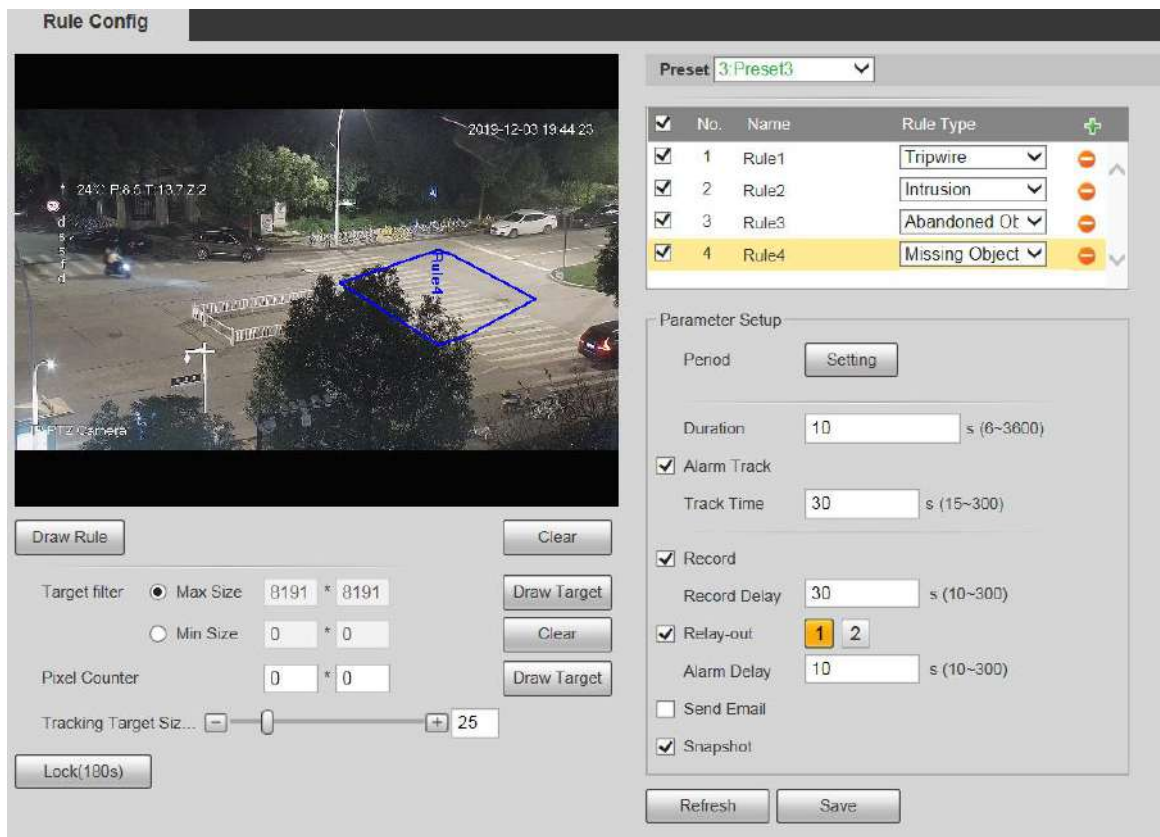 Rule Config
2019-12-03 19:44:23
d
s
s
f
d
Rule4
IP PTZ Camera
Draw Rule
Clear
Target filter
Max Size 8191 * 8191
Draw Target
Min Size 0 * 0
Clear
Pixel Counter 0 * 0
Draw Target
Tracking Target Siz... - + 25
Lock(180s)
Preset 3:Preset3
No. Name Rule Type
1 Rule1 Tripwire
2 Rule2 Intrusion
3 Rule3 Abandoned Ob
4 Rule4 Missing Object
Parameter Setup
Period Setting
Duration 10 s (6~3600)
Alarm Track
Track Time 30 s (15~300)
Record
Record Delay 30 s (10~300)
Relay-out 1 2
Alarm Delay 10 s (10~300)
Send Email
Snapshot
Refresh Save